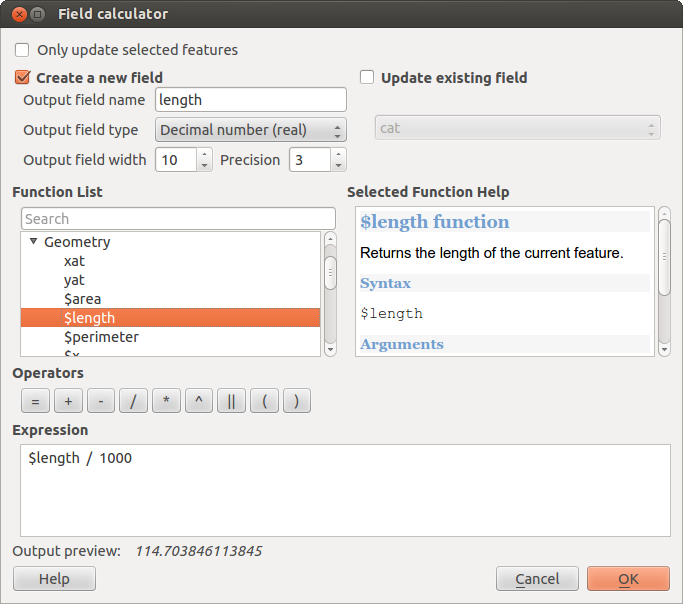 Field calculator
Only update selected features
Create a new field
Update existing field
Output field name length
Output field type Decimal number (real)
cat
Output field width 10 Precision 3
Function List
Selected Function Help
Search
Geometry
xat
yat
$area
$length
$perimeter
$x
$length function
Returns the length of the current feature.
Syntax
$length
Arguments
Operators
= + - / * ^ || ( )
Expression
$length / 1000
Output preview: 114.703846113845
Help
Cancel
OK